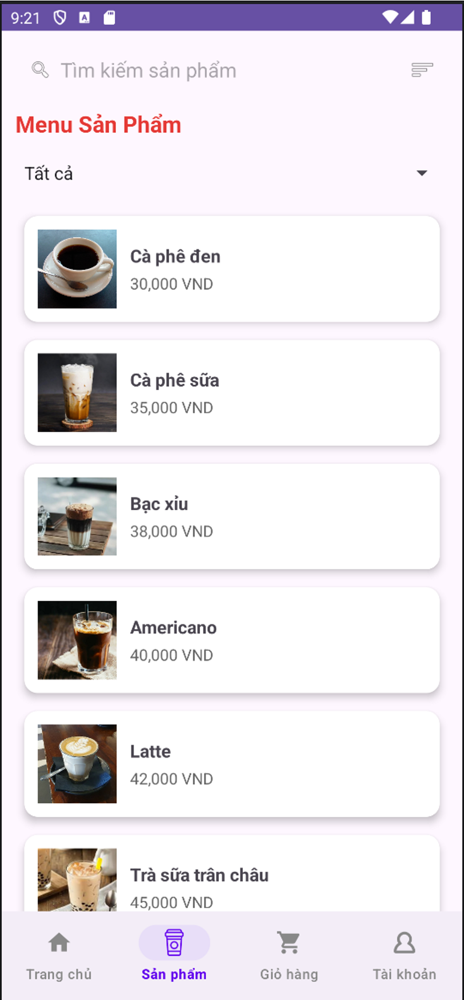 9:21
Tìm kiếm sản phẩm
Menu Sản Phẩm
Tất cả
Cà phê đen
30,000 VND
Cà phê sữa
35,000 VND
Bạc xỉu
38,000 VND
Americano
40,000 VND
Latte
42,000 VND
Trà sữa trân châu
45,000 VND
Trang chủ
Sản phẩm
Giỏ hàng
Tài khoản